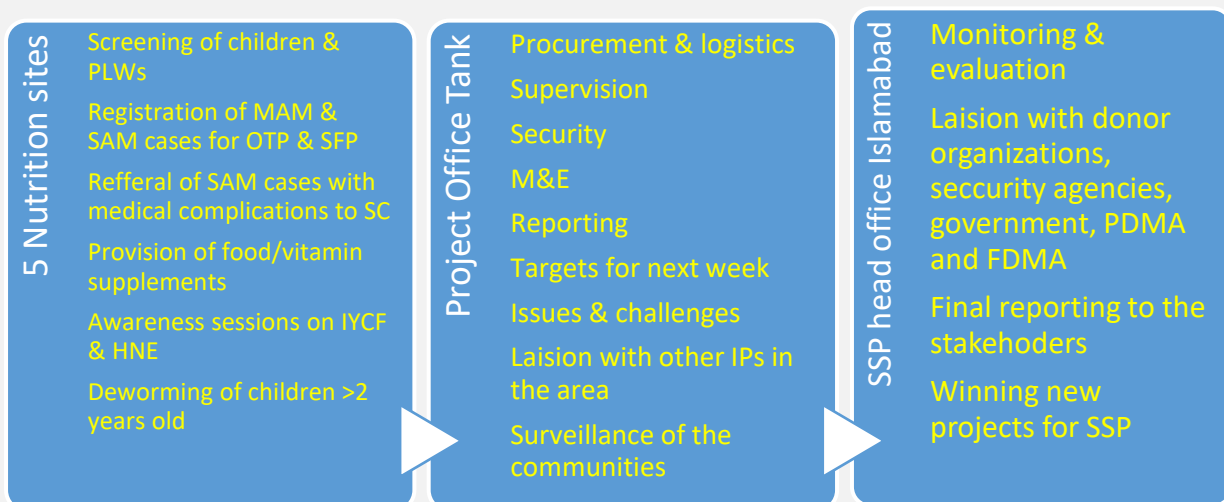 5 Nutrition sites
Screening of children &
PLWs
Registration of MAM &
SAM cases for OTP & SFP
Refferal of SAM cases with
medical complications to SC
Provision of food/vitamin
supplements
Awareness sessions on IYCF
& HNE
Deworming of children >2
years old
Project Office Tank
Procurement & logistics
Supervision
Security
M&E
Reporting
Targets for next week
Issues & challenges
Laision with other IPs in
the area
Surveillance of the
communities
SSP head office Islamabad
Monitoring &
evaluation
Laision with donor
organizations,
seccurity agencies,
government, PDMA
and FDMA
Final reporting to the
stakehoders
Winning new
projects for SSP